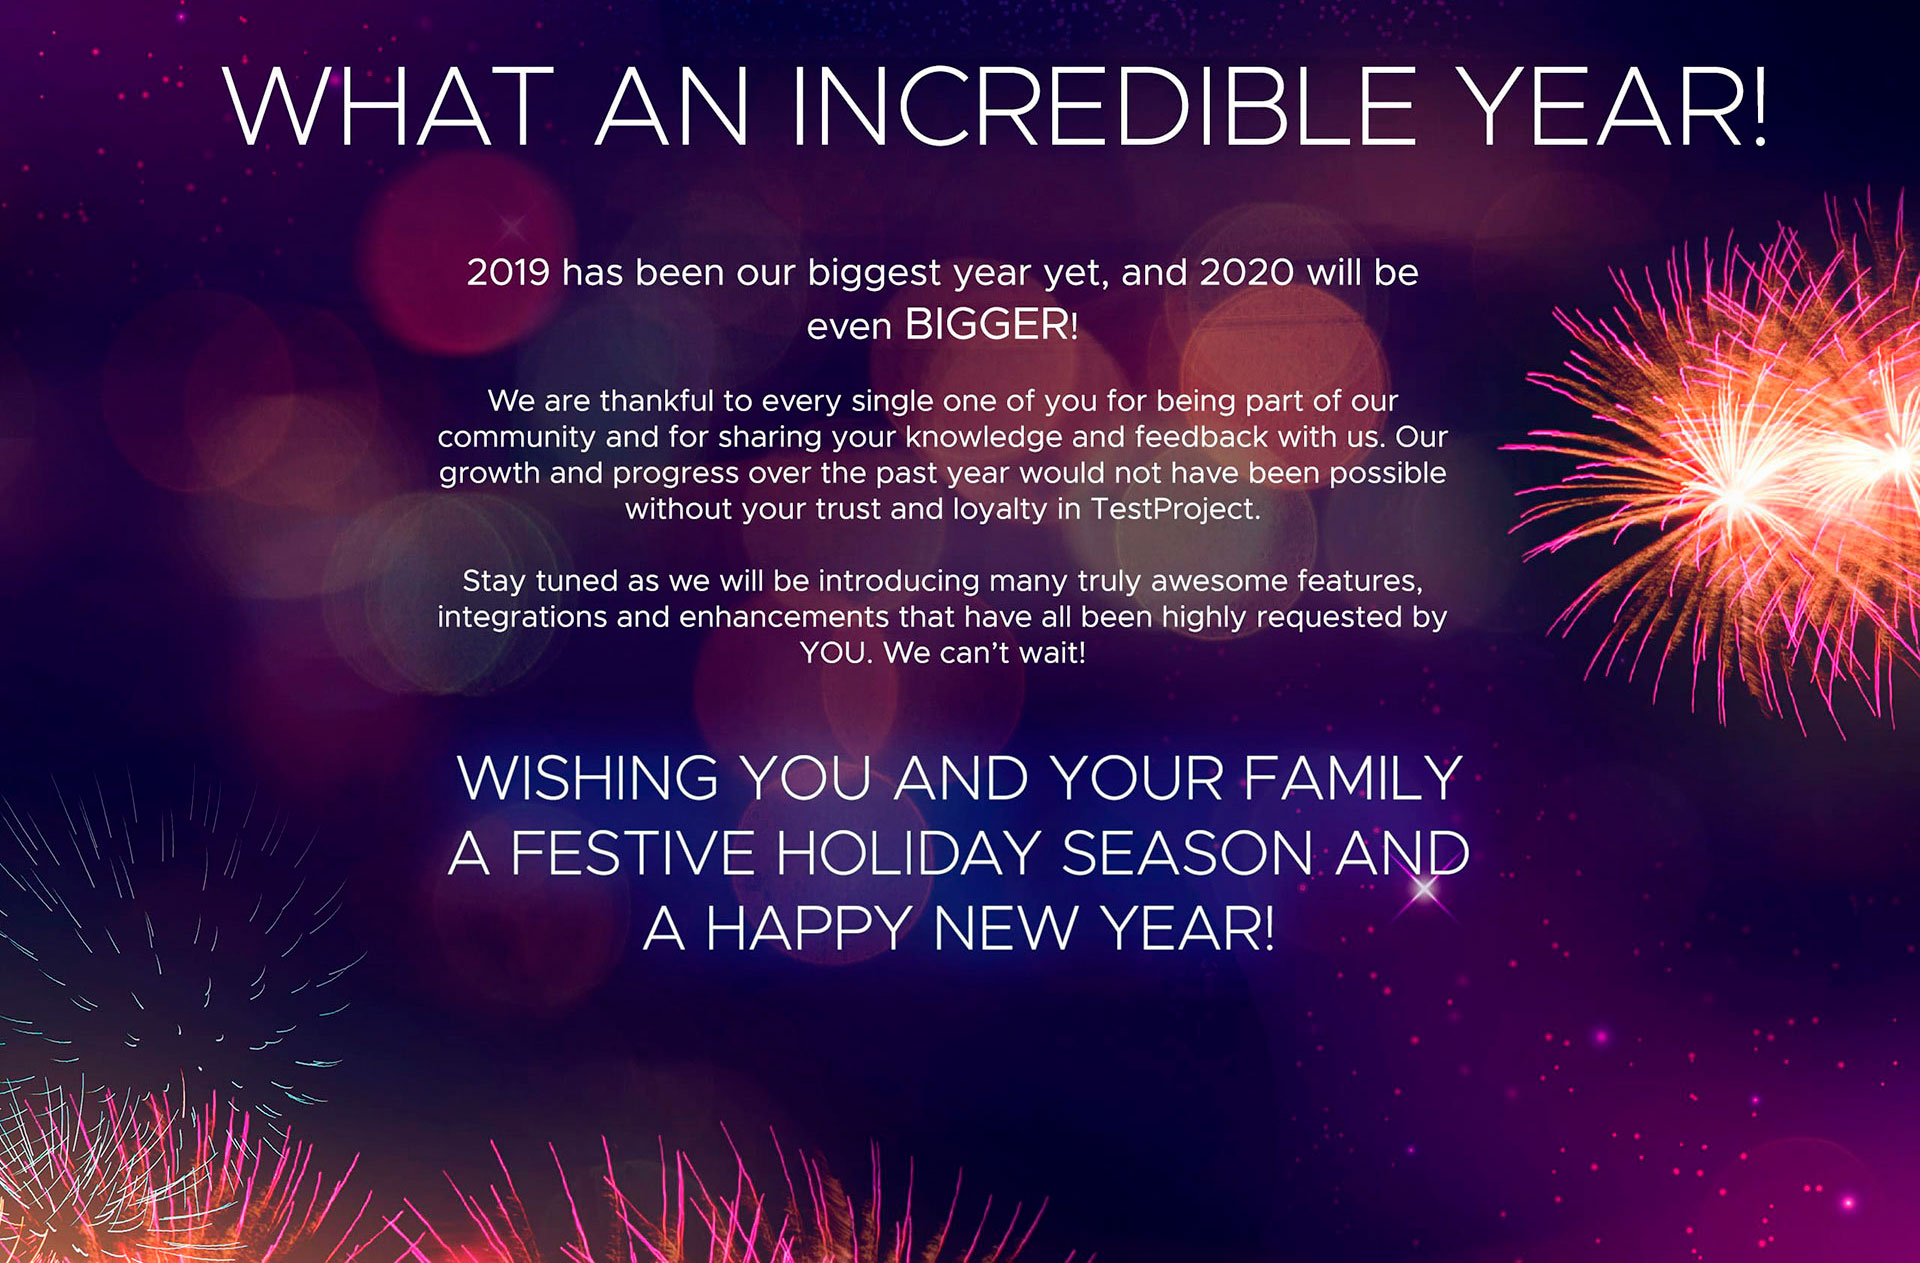 WHAT AN INCREDIBLE YEAR!
2019 has been our biggest year yet, and 2020 will be
even BIGGER!
We are thankful to every single one of you for being part of our
community and for sharing your knowledge and feedback with us. Our
growth and progress over the past year would not have been possible
without your trust and loyalty in TestProject.
Stay tuned as we will be introducing many truly awesome features,
integrations and enhancements that have all been highly requested by
YOU. We can’t wait!
WISHING YOU AND YOUR FAMILY
A FESTIVE HOLIDAY SEASON AND
A HAPPY NEW YEAR!